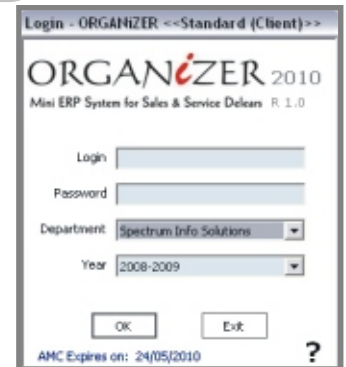 Login - ORGANiZER <<Standard (Client)>>
ORGANiZER 2010
Mini ERP System for Sales & Service Delears R 1.0
Login
Password
Department Spectrum Info Solutions
Year 2008-2009
OK Exit
AMC Expires on: 24/05/2010 ?